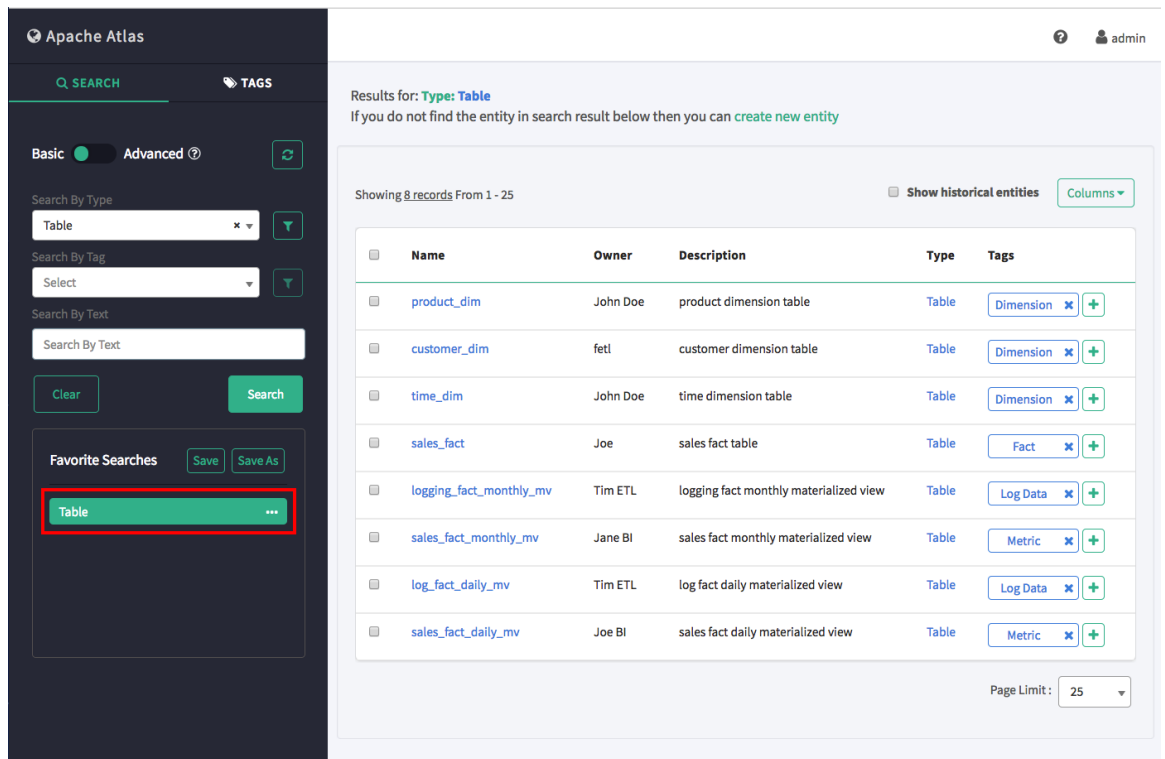 Apache Atlas
admin
SEARCH
TAGS
Results for: Type: Table
If you do not find the entity in search result below then you can create new entity
Basic Advanced
Search By Type
Table
Search By Tag
Select
Search By Text
Search By Text
Clear Search
Favorite Searches Save Save As
Table
Showing 8 records From 1 - 25
Show historical entities Columns
Name Owner Description Type Tags
product_dim John Doe product dimension table Table Dimension
customer_dim fetl customer dimension table Table Dimension
time_dim John Doe time dimension table Table Dimension
sales_fact Joe sales fact table Table Fact
logging_fact_monthly_mv Tim ETL logging fact monthly materialized view Table Log Data
sales_fact_monthly_mv Jane BI sales fact monthly materialized view Table Metric
log_fact_daily_mv Tim ETL log fact daily materialized view Table Log Data
sales_fact_daily_mv Joe BI sales fact daily materialized view Table Metric
Page Limit : 25